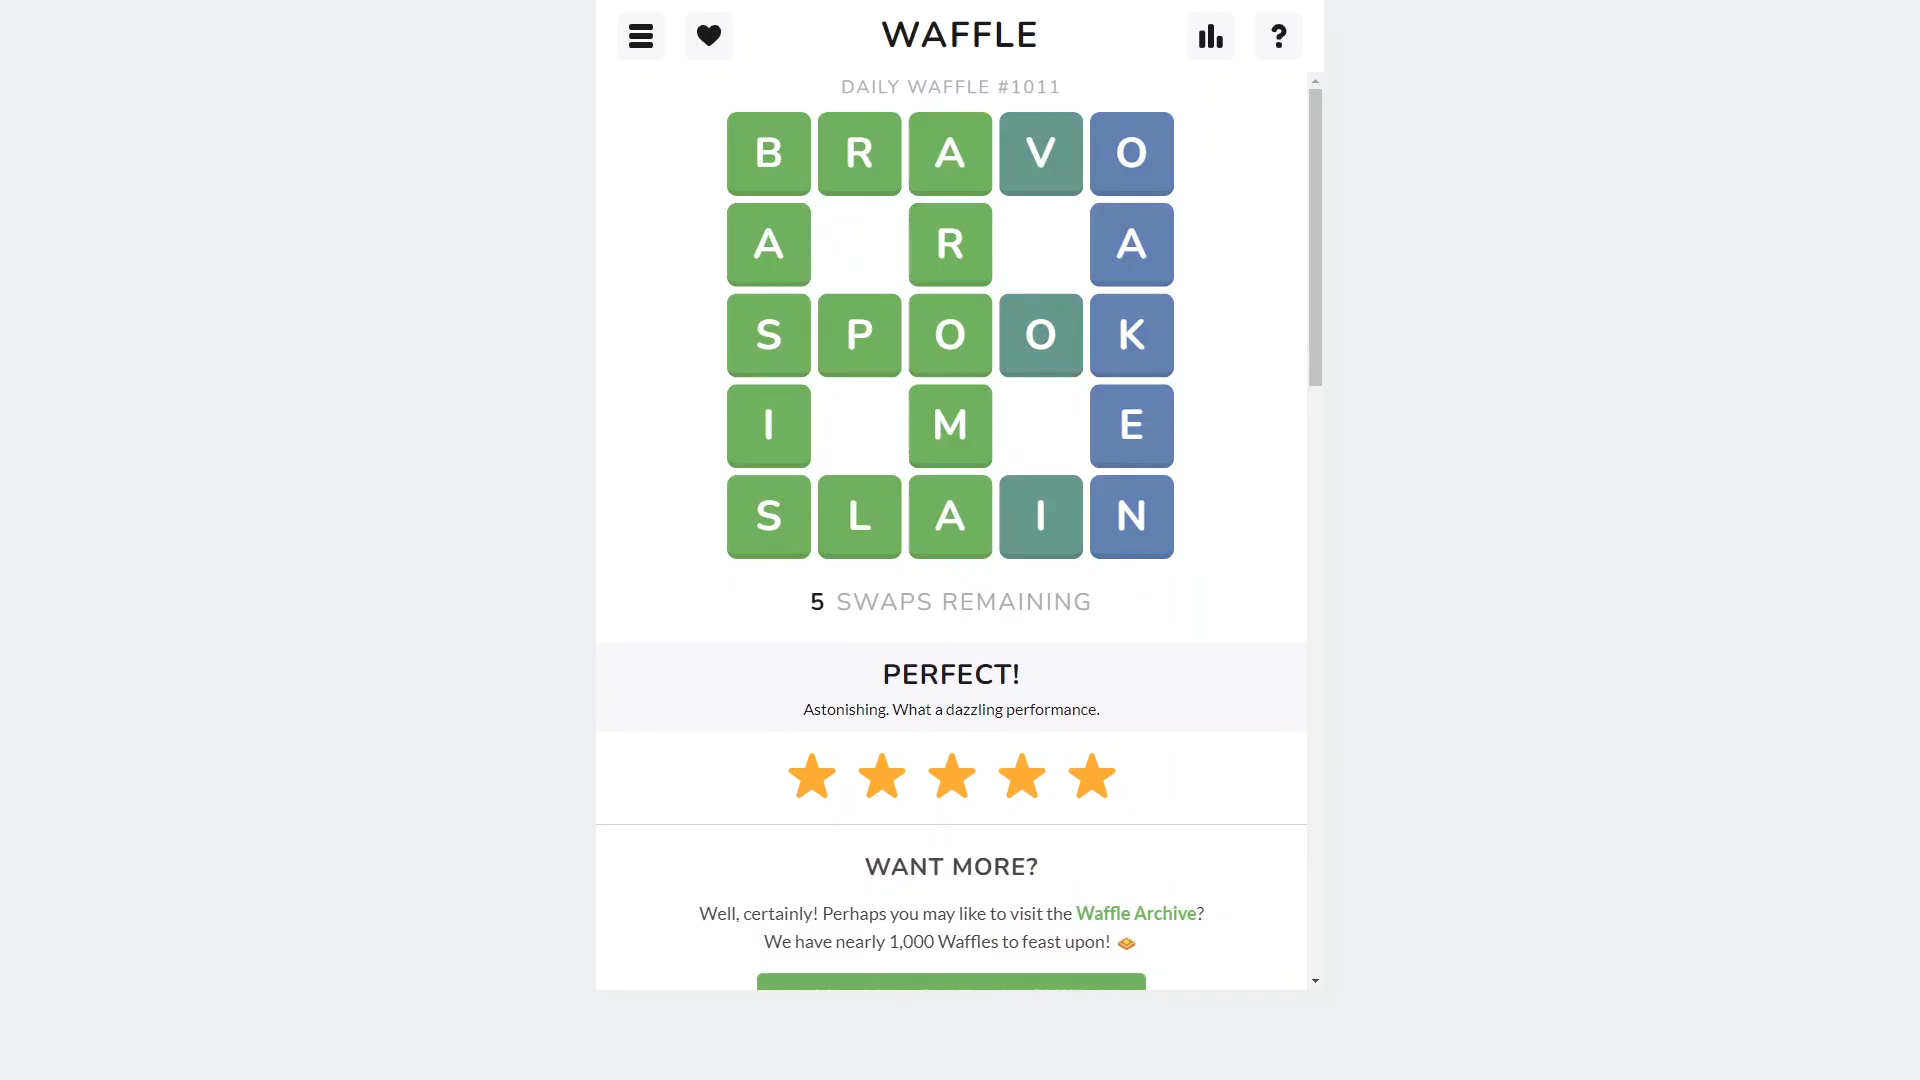 WAFFLE
?
DAILY WAFFLE #1011
B R A V O
A R A
S P O O K
I M E
S L A I N
5 SWAPS REMAINING
PERFECT!
Astonishing. What a dazzling performance.
WANT MORE?
Well, certainly! Perhaps you may like to visit the Waffle Archive?
We have nearly 1,000 Waffles to feast upon!